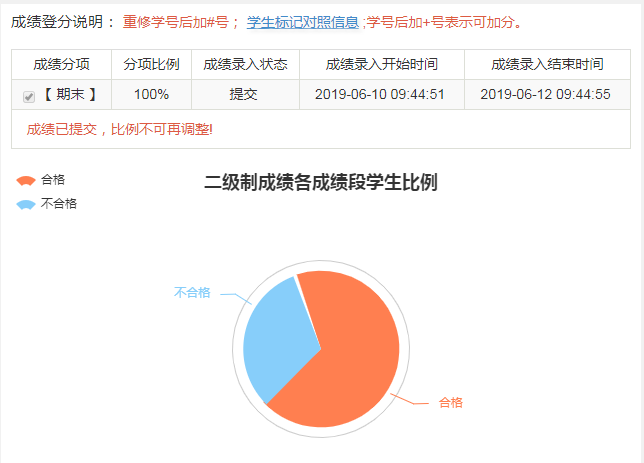 成绩登分说明： 重修学号后加#号； 学生标记对照信息 ;学号后加+号表示可加分。
成绩分项 分项比例 成绩录入状态 成绩录入开始时间 成绩录入结束时间
【 期末 】 100% 提交 2019-06-10 09:44:51 2019-06-12 09:44:55
成绩已提交，比例不可再调整!
合格
不合格
二级制成绩各成绩段学生比例
不合格
合格